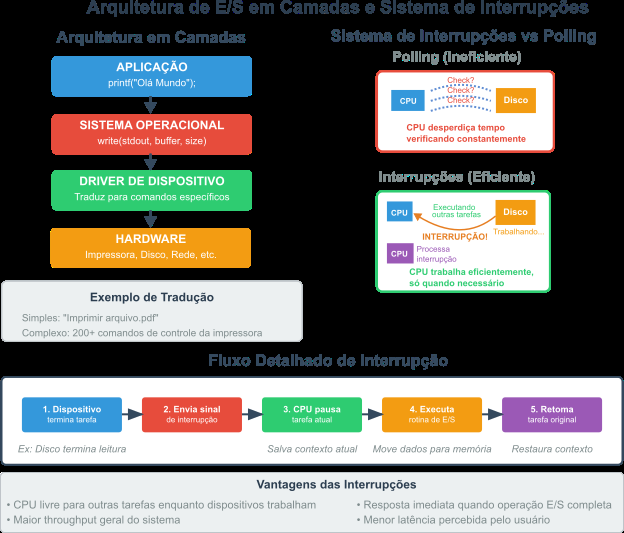 Arquitetura de E/S em Camadas e Sistema de Interrupções
Arquitetura em Camadas
APLICAÇÃO
printf("Olá Mundo");
SISTEMA OPERACIONAL
write(stdout, buffer, size)
DRIVER DE DISPOSITIVO
Traduz para comandos específicos
HARDWARE
Impressora, Disco, Rede, etc.
Exemplo de Tradução
Simples: "Imprimir arquivo.pdf"
Complexo: 200+ comandos de controle da impressora
Sistema de Interrupções vs Polling
Polling (Ineficiente)
Check?
Check?
Check?
CPU
Disco
CPU desperdiça tempo
verificando constantemente
Interrupções (Eficiente)
CPU
Executando
outras tarefas
Disco
Trabalhando...
INTERRUPÇÃO!
CPU
Processa
interrupção
CPU trabalha eficientemente,
só quando necessário
Fluxo Detalhado de Interrupção
1. Dispositivo
termina tarefa
2. Envia sinal
de interrupção
3. CPU pausa
tarefa atual
4. Executa
rotina de E/S
5. Retoma
tarefa original
Ex: Disco termina leitura
Salva contexto atual
Move dados para memória
Restaura contexto
Vantagens das Interrupções
• CPU livre para outras tarefas enquanto dispositivos trabalham
• Maior throughput geral do sistema
• Resposta imediata quando operação E/S completa
• Menor latência percebida pelo usuário